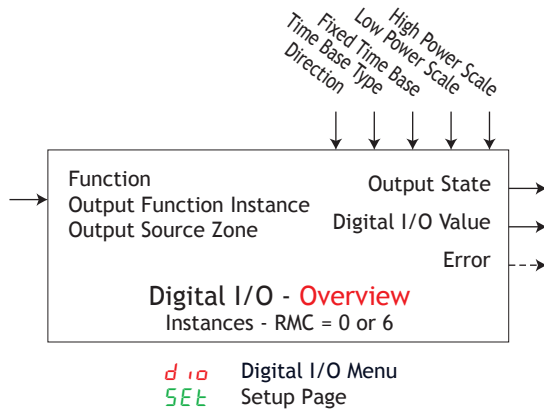 High Power Scale
Low Power Scale
Fixed Time Base
Time Base Type
Direction
Function
Output Function Instance
Output Source Zone
Output State
Digital I/O Value
Error
Digital I/O - Overview
Instances - RMC = 0 or 6
dio Digital I/O Menu
SEt Setup Page